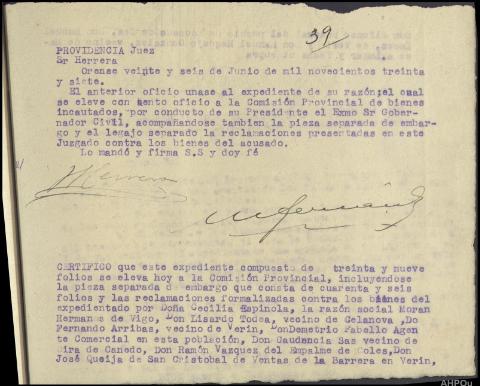 39
PROVIDENCIA Juez
Sr Herrera
Orense veinte y seis de Junio de mil novecientos treinta
y siete.
El anterior oficio unase al expediente de su razón; el cual
se eleve con atento oficio a la Comisión Provincial de bienes
incautados, por conducto de su Presidente el Exmo Sr Gober-
nador Civil, acompañandose tambien la pieza separada de embar-
go y el legajo separado la reclamaciones presentadas en este
Juzgado contra los bienes del acusado.
Lo mandó y firma S.S y doy fé
CERTIFICO que este expediente compuesto de treinta y nueve
folios se eleva hoy a la Comisión Provincial, incluyendose
la pieza separada de embargo que consta de cuarenta y seis
folios y las reclamaciones formalizadas contra los bienes del
expedientado por Doña Cecilia Espinola, la razón social Moran
Hermanos de Vigo, Don Lisardo Todea, vecino de Celanova, Do
Fernando Arribas, vecino de Verin, DonDemetrio Pabello Agen
te Comercial en esta población, Don Gaudencia Sas vecino de
Gira de Canedo, Don Ramón Vazquez del Empalme de Coles, Don
José Queija de San Cristobal de Ventas de la Barrera en Verin,
AHPOu